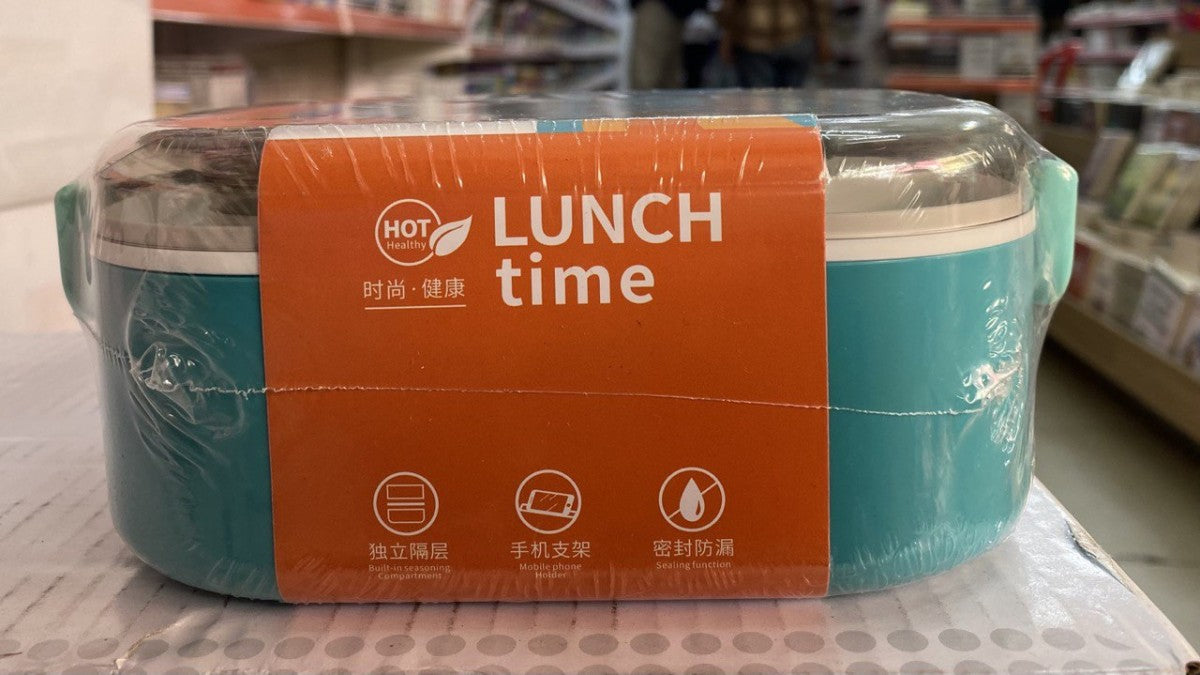 HOT
Healthy
时尚·健康
LUNCH
time
独立隔层
Built-in seasoning
Compartment
手机支架
Mobile phone
Holder
密封防漏
Sealing function